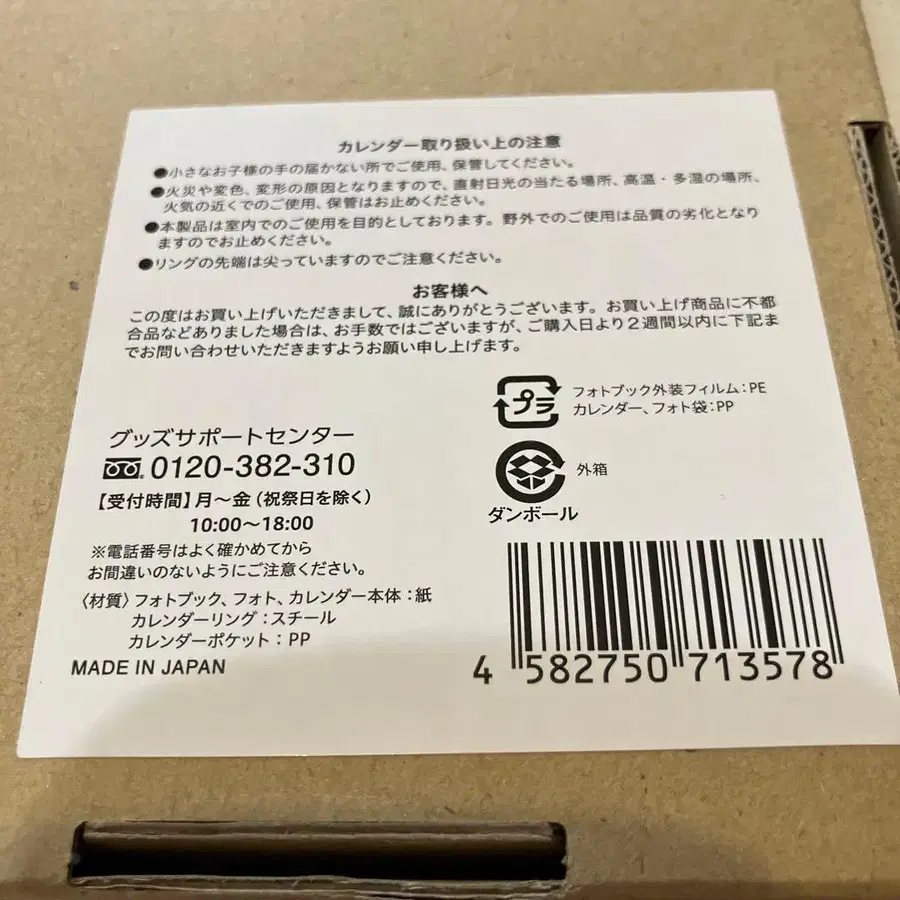 カレンダー取り扱い上の注意
●小さなお子様の手の届かない所でご使用、保管してください。
●火災や変色、変形の原因となりますので、直射日光の当たる場所、高温・多湿の場所、
火気の近くでのご使用、保管はお止めください。
●本製品は室内でのご使用を目的としております。野外でのご使用は品質の劣化となり
ますのでお止めください。
●リングの先端は尖っていますのでご注意ください。
お客様へ
この度はお買い上げいただきまして、誠にありがとうございます。お買い上げ商品に不都
合品などありました場合は、お手数ではございますが、ご購入日より2週間以内に下記ま
でお問い合わせいただきますようお願い申し上げます。
プラ
フォトブック外装フィルム：PE
カレンダー、フォト袋：PP
外箱
ダンボール
グッズサポートセンター
0120-382-310
【受付時間】月～金（祝祭日を除く）
10:00～18:00
※電話番号はよく確かめてから
お間違いのないようにご注意ください。
〈材質〉フォトブック、フォト、カレンダー本体：紙
カレンダーリング：スチール
カレンダーポケット：PP
MADE IN JAPAN
4 582750 713578